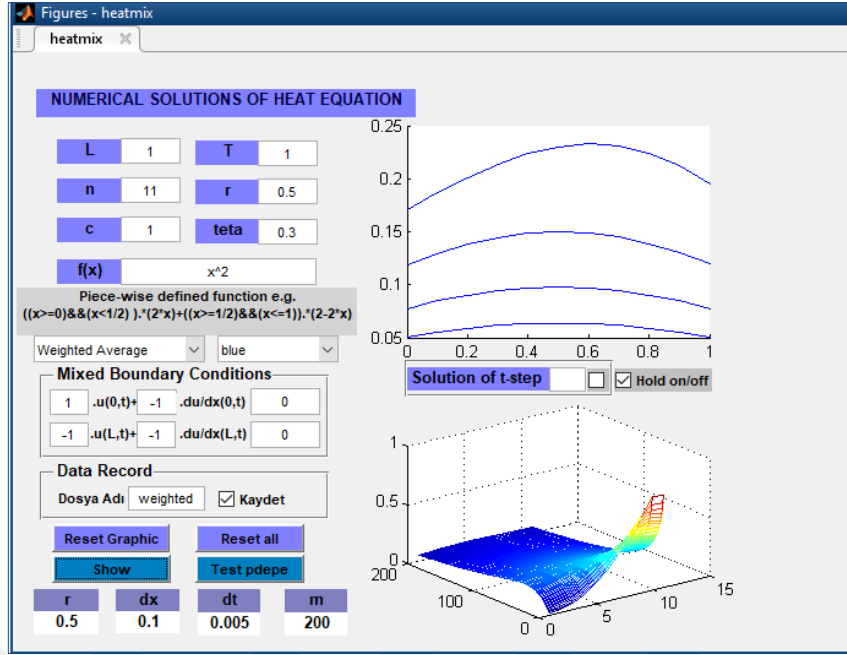 Figures - heatmix
heatmix
NUMERICAL SOLUTIONS OF HEAT EQUATION
L 1 T 1
n 11 r 0.5
c 1 teta 0.3
f(x) x^2
Piece-wise defined function e.g.
((x>=0)&&(x<1/2) ).*(2*x)+((x>=1/2)&&(x<=1)).*(2-2*x)
Weighted Average blue
Mixed Boundary Conditions
1 .u(0,t)+ -1 .du/dx(0,t) 0
-1 .u(L,t)+ -1 .du/dx(L,t) 0
Data Record
Dosya Adı weighted Kaydet
Reset Graphic Reset all
Show Test pdepe
r dx dt m
0.5 0.1 0.005 200
0.25
0.2
0.15
0.1
0.05
0 0.2 0.4 0.6 0.8 1
Solution of t-step Hold on/off
1
0.5
0
200
100
0
0 5 10 15